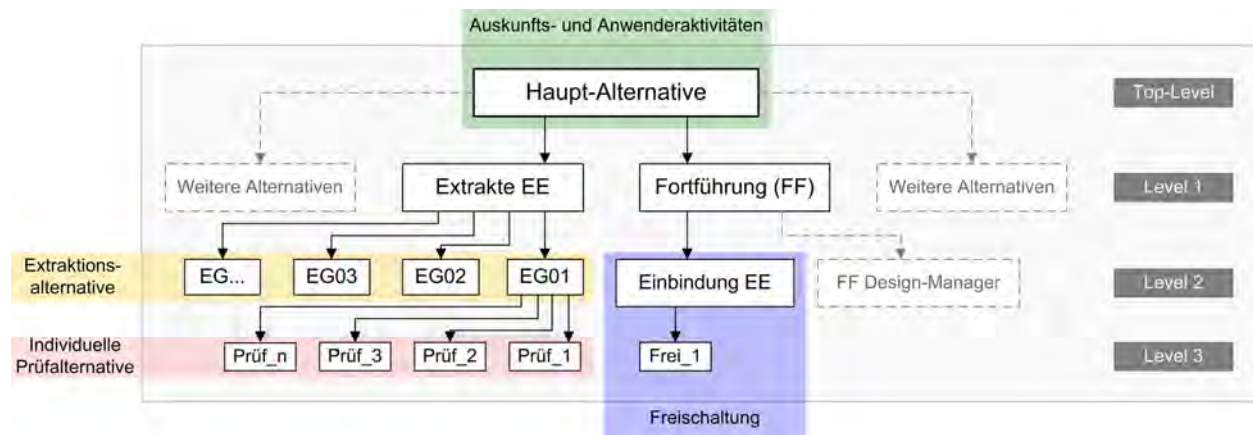 Auskunfts- und Anwenderaktivitäten
Haupt-Alternative
Top-Level
Weitere Alternativen
Extrakte EE
Fortführung (FF)
Weitere Alternativen
Level 1
Extraktions-
alternative
EG...
EG03
EG02
EG01
Einbindung EE
FF Design-Manager
Level 2
Individuelle
Prüfalternative
Prüf_n
Prüf_3
Prüf_2
Prüf_1
Frei_1
Level 3
Freischaltung